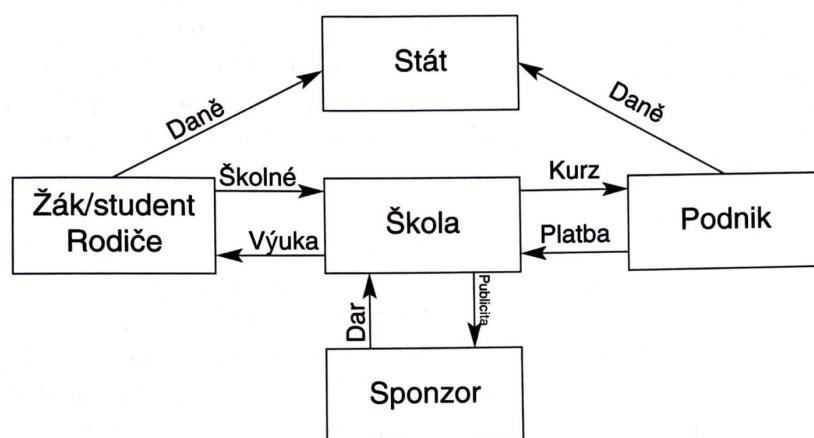 Stát
Daně
Daně
Žák/student
Rodiče
Školné
Výuka
Škola
Kurz
Platba
Podnik
Dar
Publicita
Sponzor